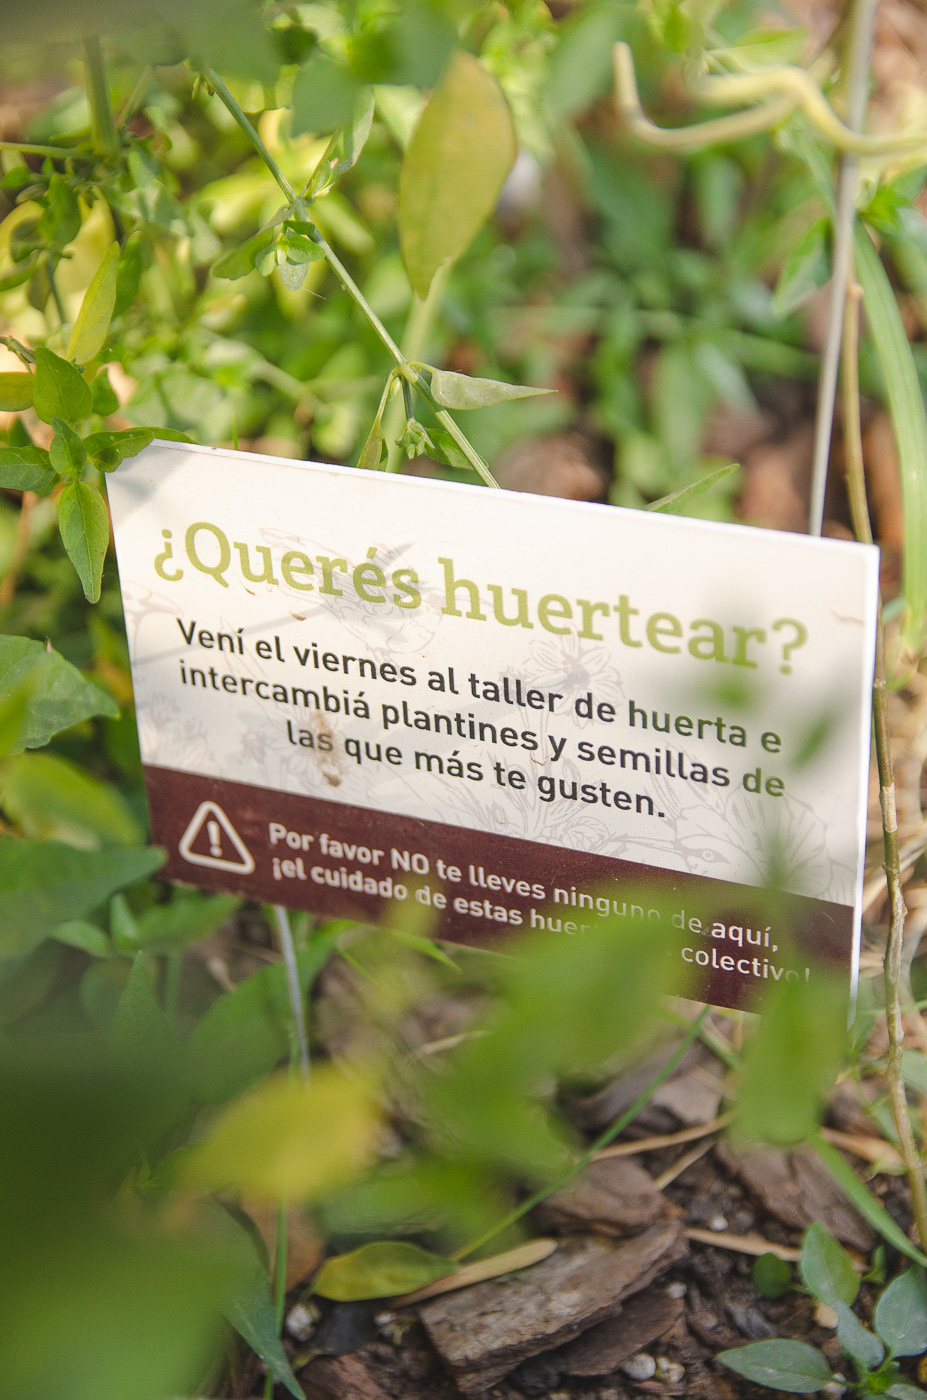 ¿Querés huertear?
Vení el viernes al taller de huerta e
intercambiá plantines y semillas de
las que más te gusten.
Por favor NO te lleves ninguno de aquí,
¡el cuidado de estas colectivo!